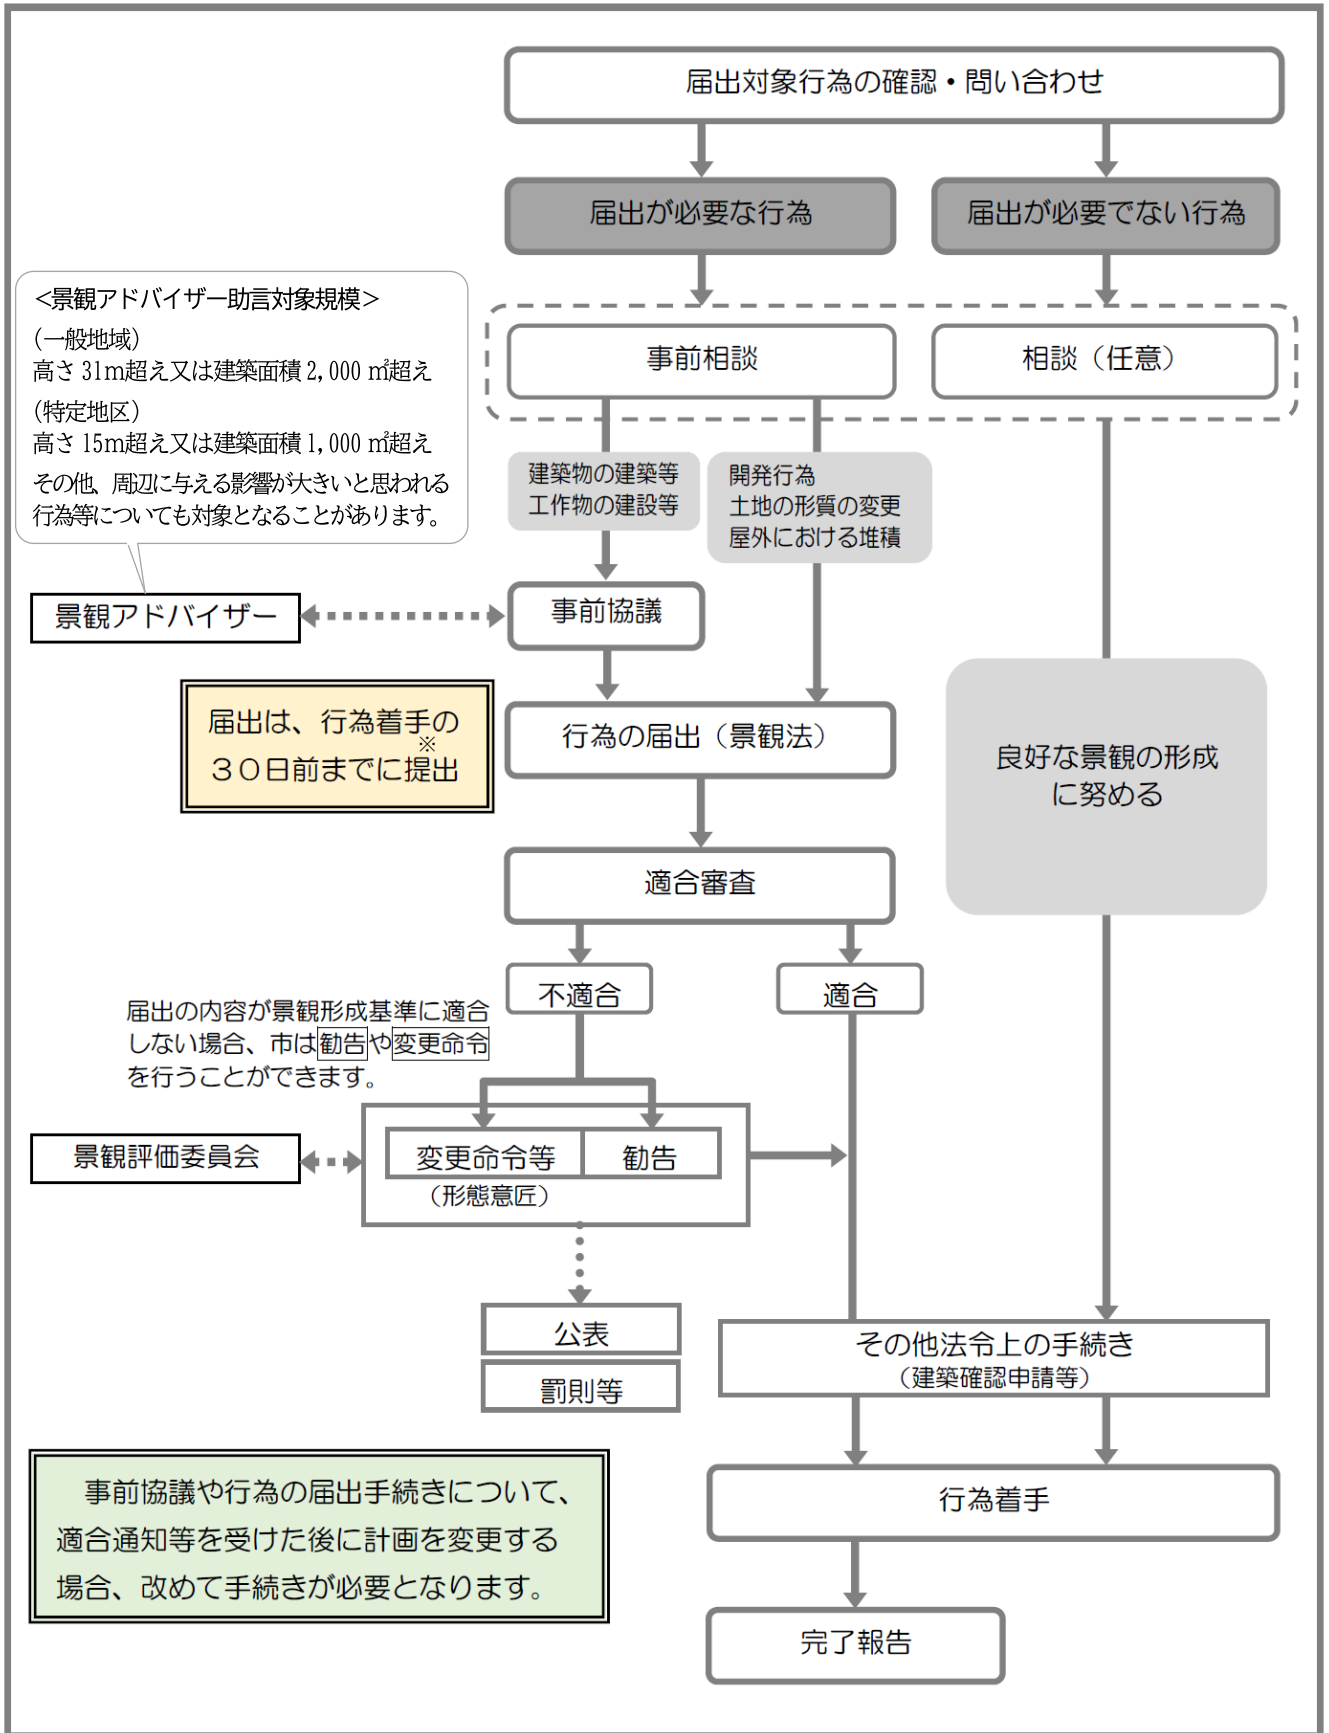 届出対象行為の確認・問い合わせ
届出が必要な行為
届出が必要でない行為
<景観アドバイザー助言対象規模>
(一般地域)
高さ31m超え又は建築面積2,000㎡超え
(特定地区)
高さ15m超え又は建築面積1,000㎡超え
その他、周辺に与える影響が大きいと思われる
行為等についても対象となることがあります。
事前相談
相談（任意）
建築物の建築等
工作物の建設等
開発行為
土地の形質の変更
屋外における堆積
景観アドバイザー
事前協議
届出は、行為着手の
※
３０日前までに提出
行為の届出（景観法）
良好な景観の形成
に努める
適合審査
不適合
適合
届出の内容が景観形成基準に適合
しない場合、市は勧告や変更命令
を行うことができます。
景観評価委員会
変更命令等
勧告
（形態意匠）
公表
罰則等
その他法令上の手続き
（建築確認申請等）
行為着手
事前協議や行為の届出手続きについて、
適合通知等を受けた後に計画を変更する
場合、改めて手続きが必要となります。
完了報告